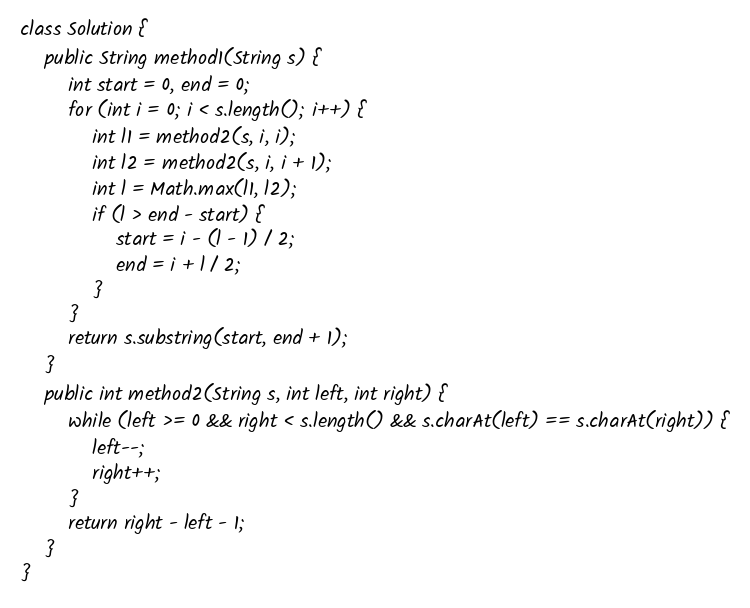 class Solution {
    public String method1(String s) {
        int start = 0, end = 0;
        for (int i = 0; i < s.length(); i++) {
            int l1 = method2(s, i, i);
            int l2 = method2(s, i, i + 1);
            int l = Math.max(l1, l2);
            if (l > end - start) {
                start = i - (l - 1) / 2;
                end = i + l / 2;
            }
        }
        return s.substring(start, end + 1);
    }
    public int method2(String s, int left, int right) {
        while (left >= 0 && right < s.length() && s.charAt(left) == s.charAt(right)) {
            left--;
            right++;
        }
        return right - left - 1;
    }
}